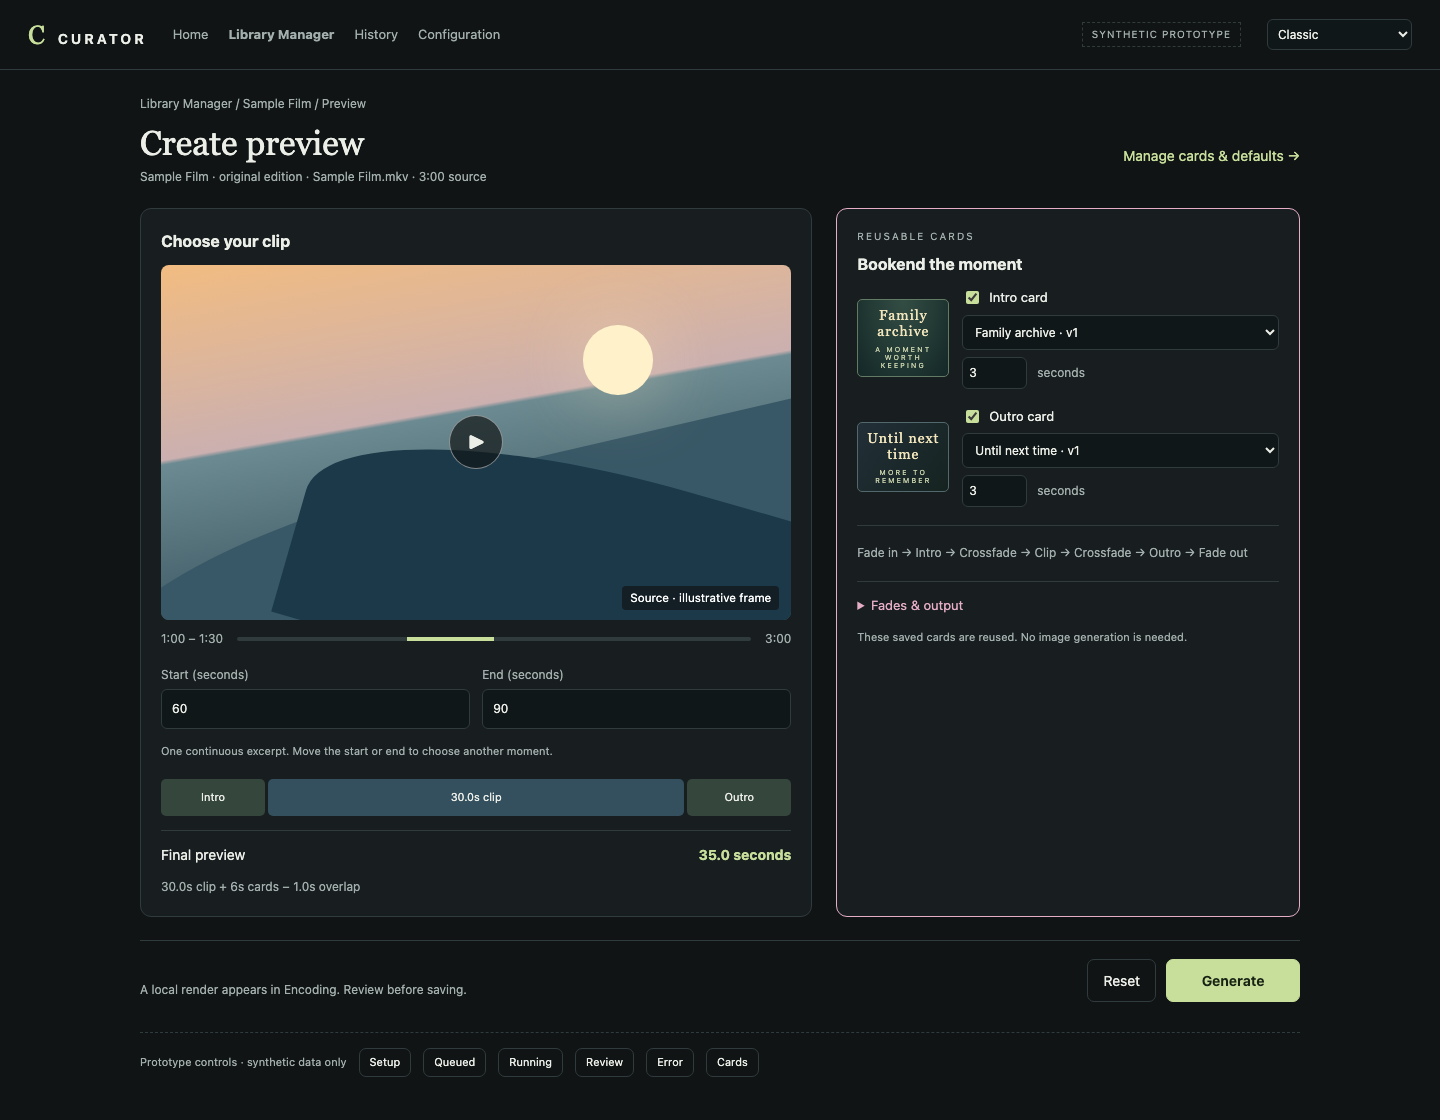 C CURATOR
Home
Library Manager
History
Configuration
SYNTHETIC PROTOTYPE
Classic
Library Manager / Sample Film / Preview
Create preview
Sample Film · original edition · Sample Film.mkv · 3:00 source
Manage cards & defaults →
Choose your clip
Source · illustrative frame
1:00 – 1:30
3:00
Start (seconds)
End (seconds)
60
90
One continuous excerpt. Move the start or end to choose another moment.
Intro
30.0s clip
Outro
Final preview
35.0 seconds
30.0s clip + 6s cards − 1.0s overlap
REUSABLE CARDS
Bookend the moment
Family
archive
A MOMENT
WORTH
KEEPING
Intro card
Family archive · v1
3
seconds
Until next
time
MORE TO
REMEMBER
Outro card
Until next time · v1
3
seconds
Fade in → Intro → Crossfade → Clip → Crossfade → Outro → Fade out
Fades & output
These saved cards are reused. No image generation is needed.
A local render appears in Encoding. Review before saving.
Reset
Generate
Prototype controls · synthetic data only
Setup
Queued
Running
Review
Error
Cards